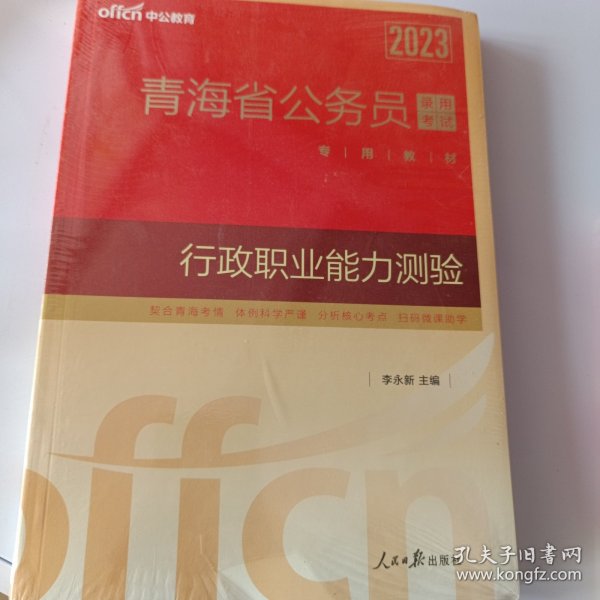 offcn 中公教育
2023
青海省公务员 录用考试
专 | 用 | 教 | 材
行政职业能力测验
契合青海考情 体例科学严谨 分析核心考点 扫码微课助学
李永新 主编
offcn
人民日报出版社
孔夫子旧书网
www.kongfz.com